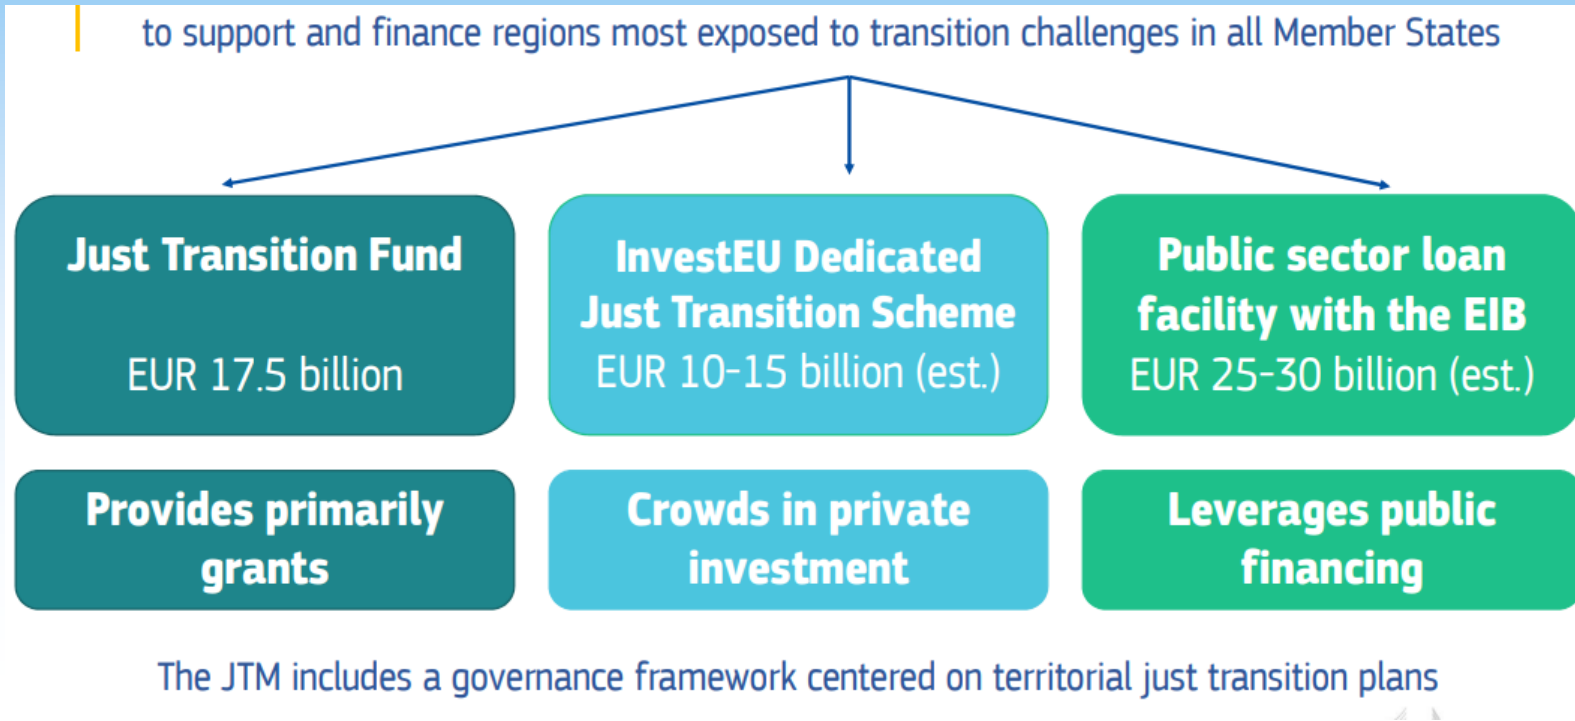 to support and finance regions most exposed to transition challenges in all Member States
Just Transition Fund
EUR 17.5 billion
InvestEU Dedicated
Just Transition Scheme
EUR 10-15 billion (est.)
Public sector loan
facility with the EIB
EUR 25-30 billion (est.)
Provides primarily
grants
Crowds in private
investment
Leverages public
financing
The JTM includes a governance framework centered on territorial just transition plans